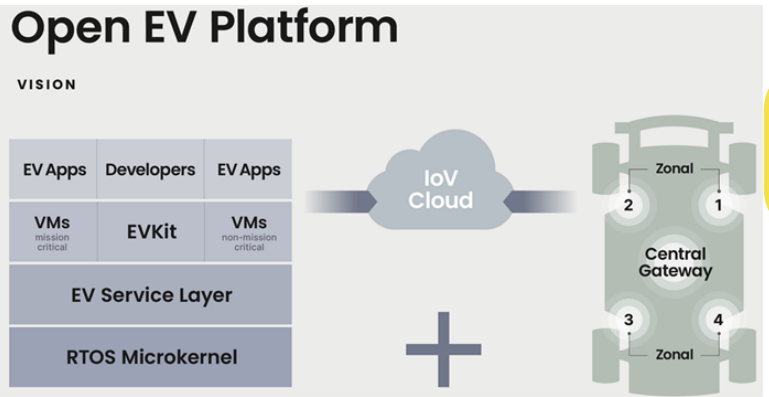 Open EV Platform
VISION
EV Apps
Developers
EV Apps
VMs
mission
critical
EVKit
VMs
non-mission
critical
EV Service Layer
RTOS Microkernel
IoV
Cloud
Zonal
2
1
Central
Gateway
3
4
Zonal